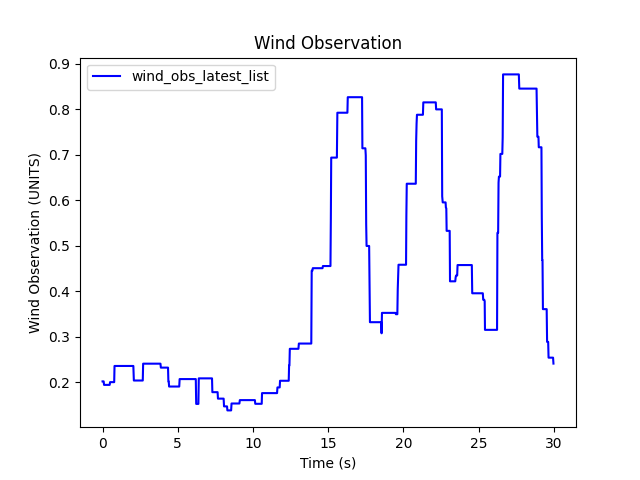 Wind Observation
wind_obs_latest_list
Wind Observation (UNITS)
0.9
0.8
0.7
0.6
0.5
0.4
0.3
0.2
0 5 10 15 20 25 30
Time (s)